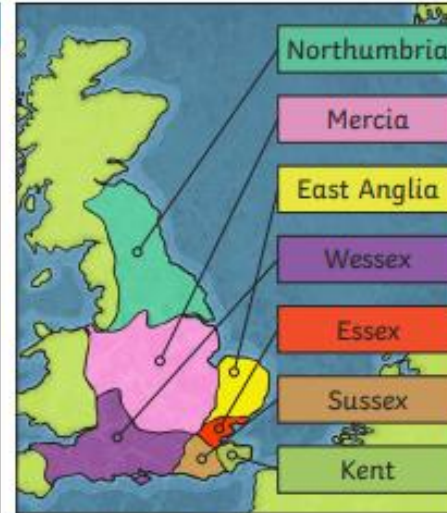 Northumbria
Mercia
East Anglia
Wessex
Essex
Sussex
Kent